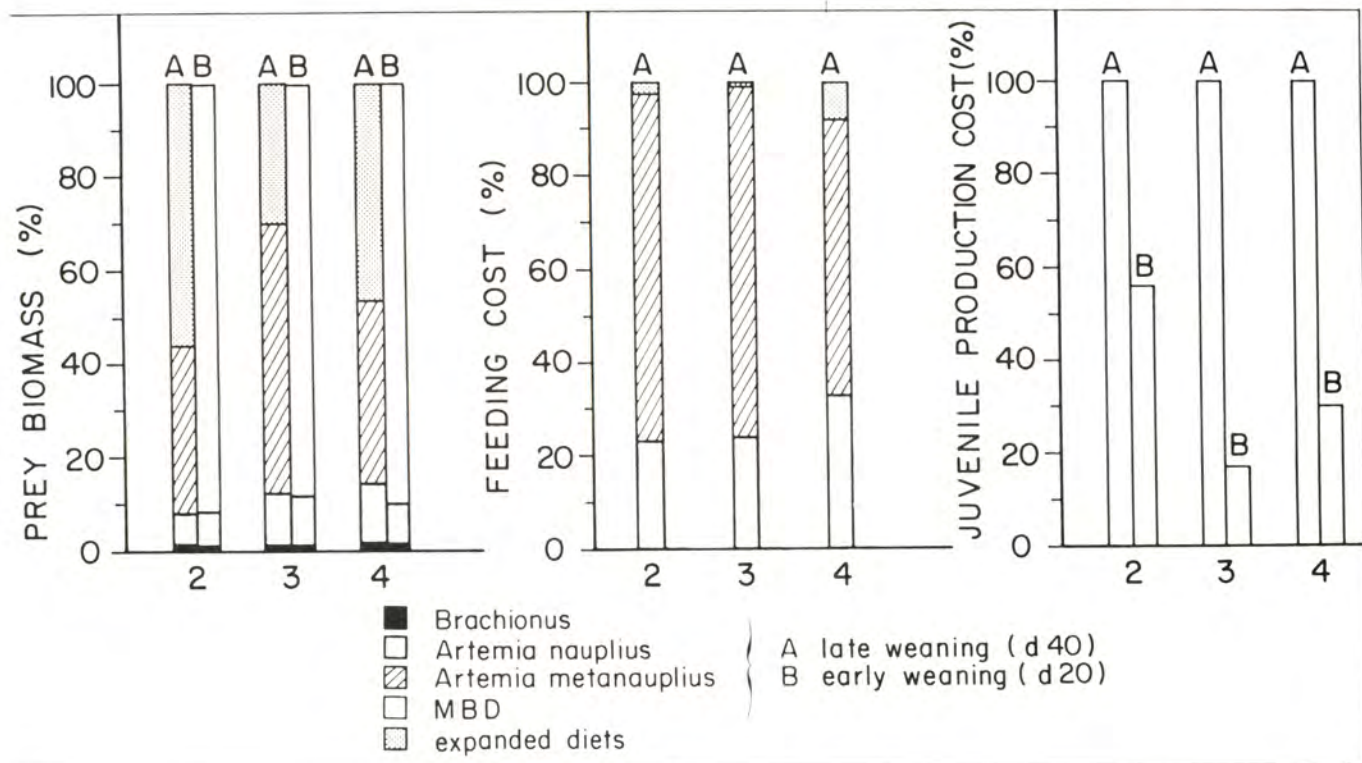 PREY BIOMASS (%)
100
80
60
40
20
0
A B
A B
A B
2
3
4
FEEDING COST (%)
100
80
60
40
20
0
A
A
A
2
3
4
JUVENILE PRODUCTION COST (%)
100
80
60
40
20
0
A
B
A
B
A
B
2
3
4
Brachionus
Artemia nauplius
Artemia metanauplius
MBD
expanded diets
A late weaning (d40)
B early weaning (d20)